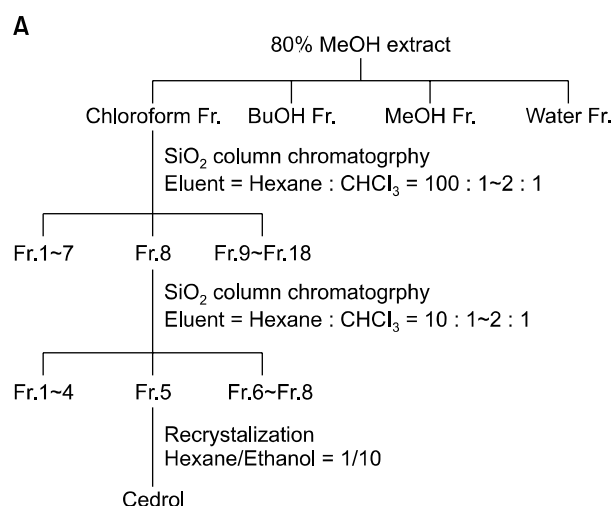 A
80% MeOH extract
Chloroform Fr. BuOH Fr. MeOH Fr. Water Fr.
SiO₂ column chromatogrphy
Eluent = Hexane : CHCl₃ = 100 : 1~2 : 1
Fr.1~7 Fr.8 Fr.9~Fr.18
SiO₂ column chromatogrphy
Eluent = Hexane : CHCl₃ = 10 : 1~2 : 1
Fr.1~4 Fr.5 Fr.6~Fr.8
Recrystalization
Hexane/Ethanol = 1/10
Cedrol